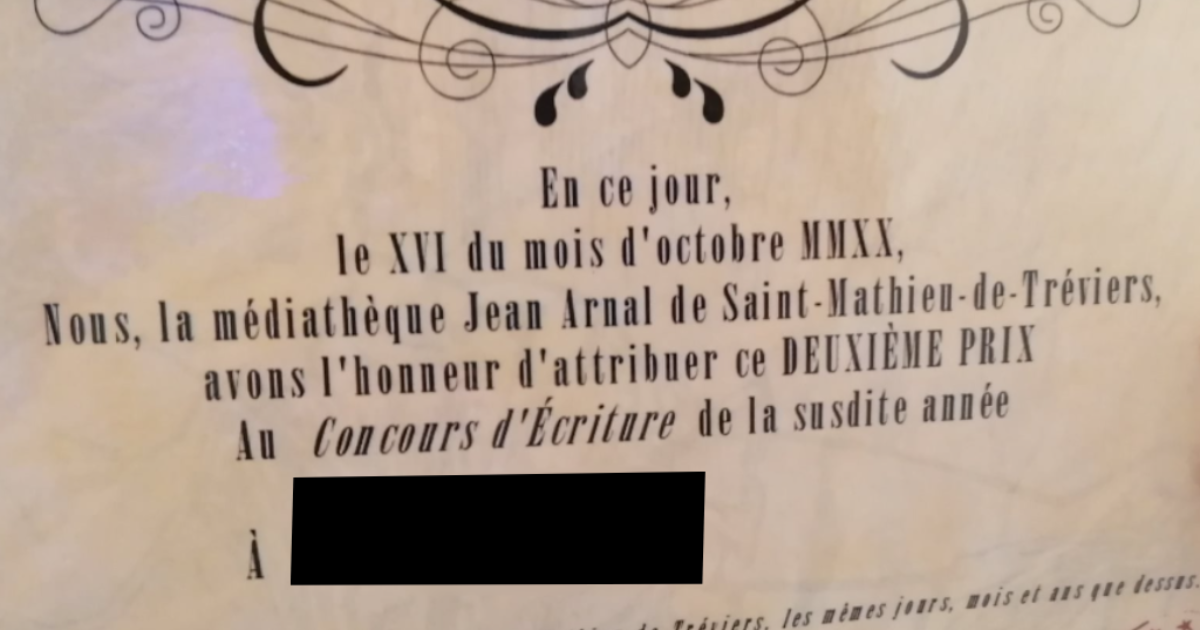 En ce jour,
le XVI du mois d'octobre MMXX,
Nous, la médiathèque Jean Arnal de Saint-Mathieu-de-Tréviers,
avons l'honneur d'attribuer ce DEUXIÈME PRIX
Au Concours d'Écriture de la susdite année
À
de Tréviers, les mêmes jours, mois et ans que dessus.